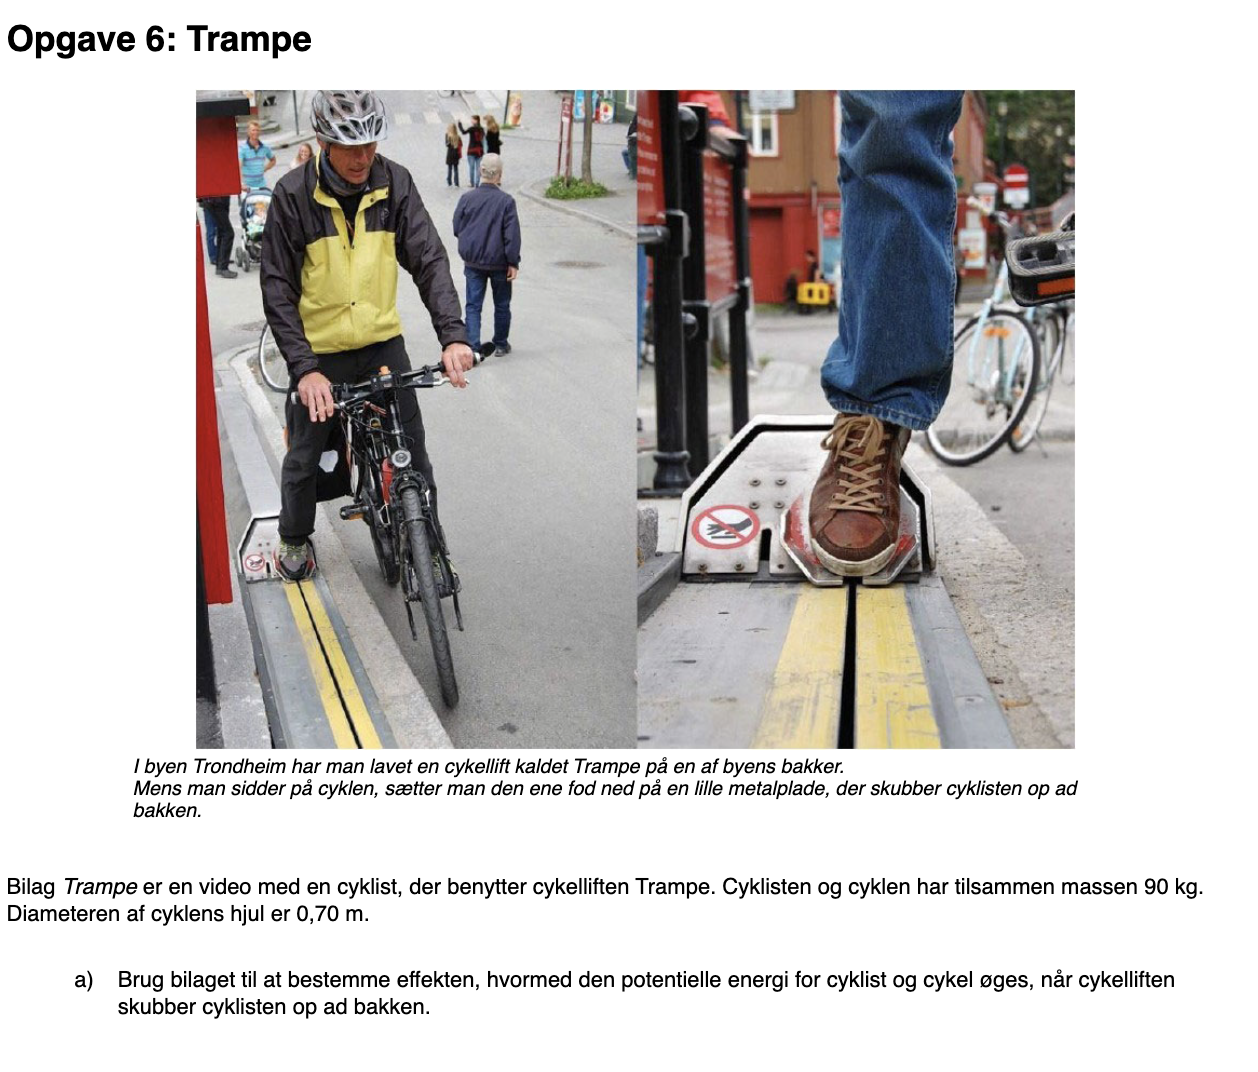 Opgave 6: Trampe
I byen Trondheim har man lavet en cykellift kaldet Trampe på en af byens bakker.
Mens man sidder på cyklen, sætter man den ene fod ned på en lille metalplade, der skubber cyklisten op ad
bakken.
Bilag Trampe er en video med en cyklist, der benytter cykelliften Trampe. Cyklisten og cyklen har tilsammen massen 90 kg.
Diameteren af cyklens hjul er 0,70 m.
a) Brug bilaget til at bestemme effekten, hvormed den potentielle energi for cyklist og cykel øges, når cykelliften
skubber cyklisten op ad bakken.